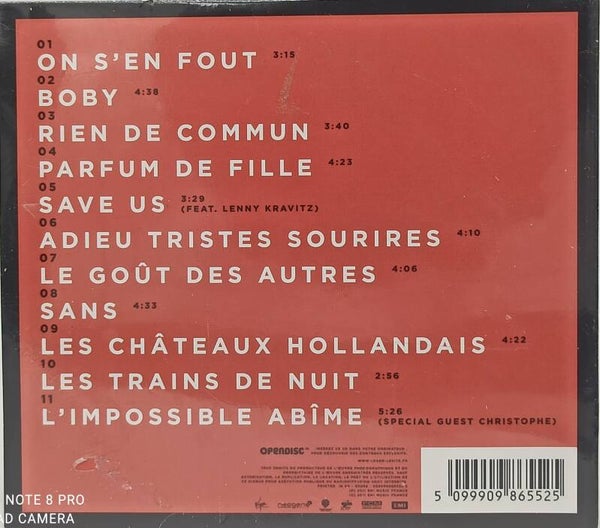 01
ON S'EN FOUT 3:15
02
BOBY 4:38
03
RIEN DE COMMUN 3:40
04
PARFUM DE FILLE 4:23
05
SAVE US 3:29
(FEAT. LENNY KRAVITZ)
06
ADIEU TRISTES SOURIRES 4:10
07
LE GOÛT DES AUTRES 4:06
08
SANS 4:33
09
LES CHÂTEAUX HOLLANDAIS 4:22
10
LES TRAINS DE NUIT 2:56
11
L'IMPOSSIBLE ABÎME 5:26
(SPECIAL GUEST CHRISTOPHE)
OPENDISC
EMI
5 099909 865525
NOTE 8 PRO
D CAMERA